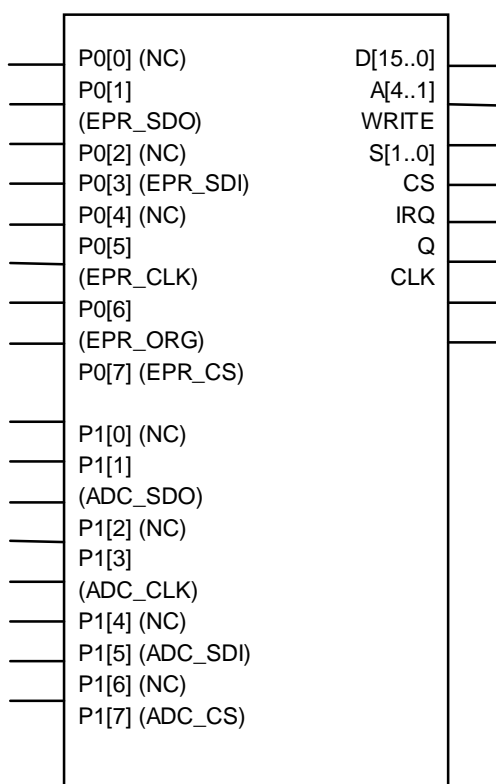 P0[0] (NC)
P0[1]
(EPR_SDO)
P0[2] (NC)
P0[3] (EPR_SDI)
P0[4] (NC)
P0[5]
(EPR_CLK)
P0[6]
(EPR_ORG)
P0[7] (EPR_CS)
P1[0] (NC)
P1[1]
(ADC_SDO)
P1[2] (NC)
P1[3]
(ADC_CLK)
P1[4] (NC)
P1[5] (ADC_SDI)
P1[6] (NC)
P1[7] (ADC_CS)
D[15..0]
A[4..1]
WRITE
S[1..0]
CS
IRQ
Q
CLK